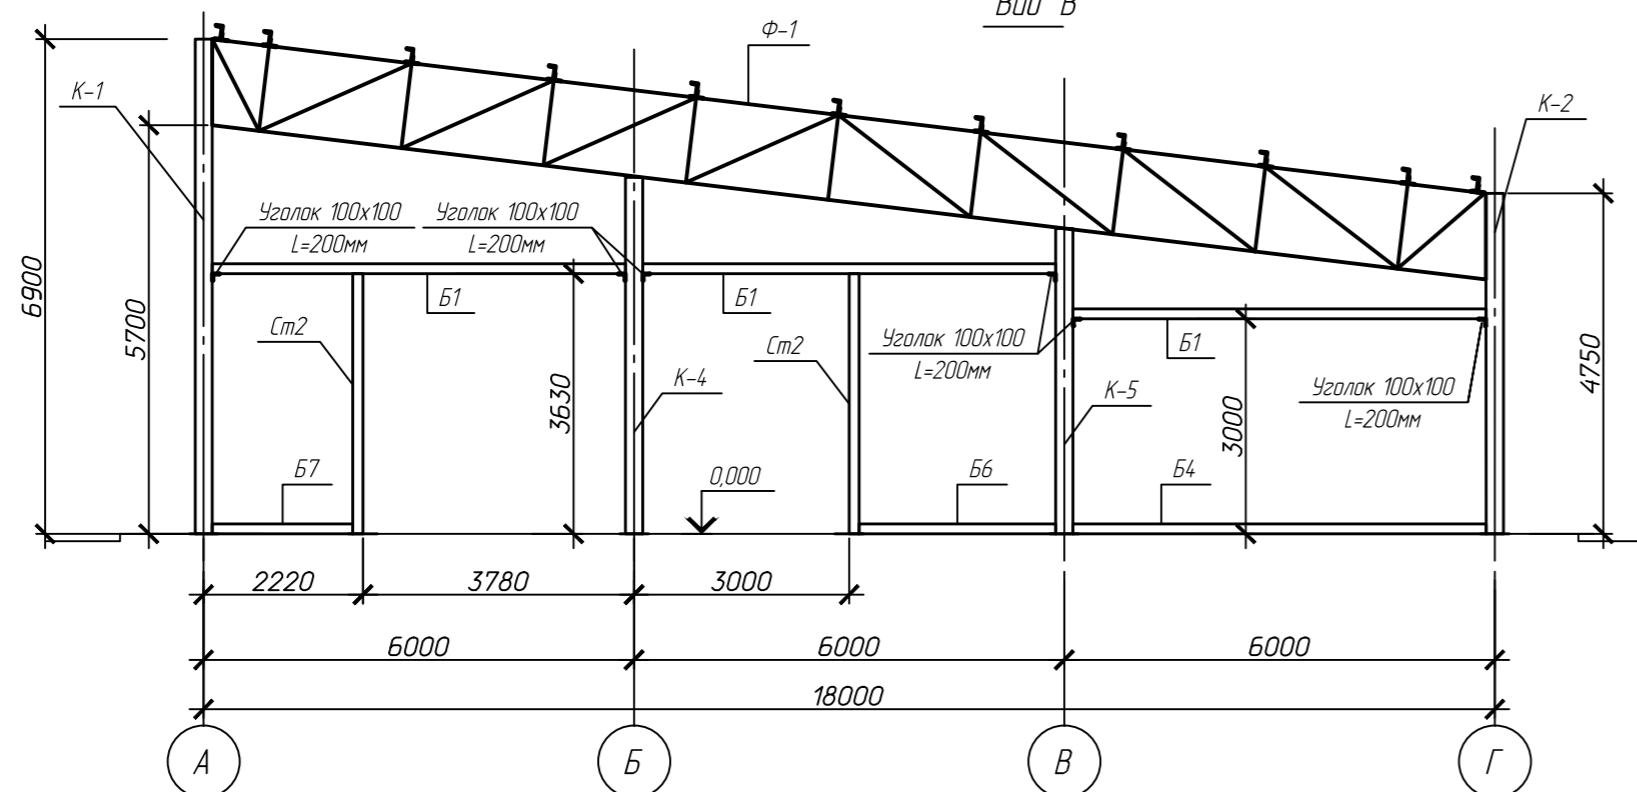 Вид В
Ф-1
К-1
К-2
Уголок 100х100
L=200мм
Уголок 100х100
L=200мм
6900
5700
Б1
Б1
Ст2
Ст2
Уголок 100х100
L=200мм
Б1
3630
К-4
К-5
3000
Уголок 100х100
L=200мм
4750
Б7
0,000
Б6
Б4
2220
3780
3000
6000
6000
6000
18000
А
Б
В
Г